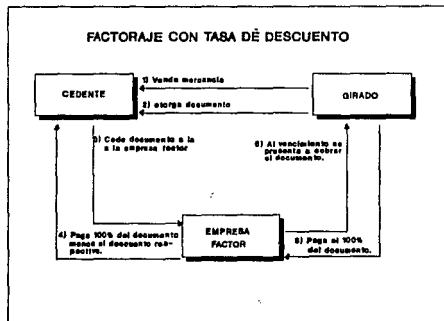 FACTORAJE CON TASA DE DESCUENTO
1) Vende mercancia
CEDENTE
GIRADO
2) otorga documento
3) Cede documento a la
a la empresa factor
6) Al vencimiento se
presenta a cobrar
el documento.
4) Paga 100% del documento
menos el descuento res-
pectivo.
EMPRESA
FACTOR
5) Paga el 100%
del documento.